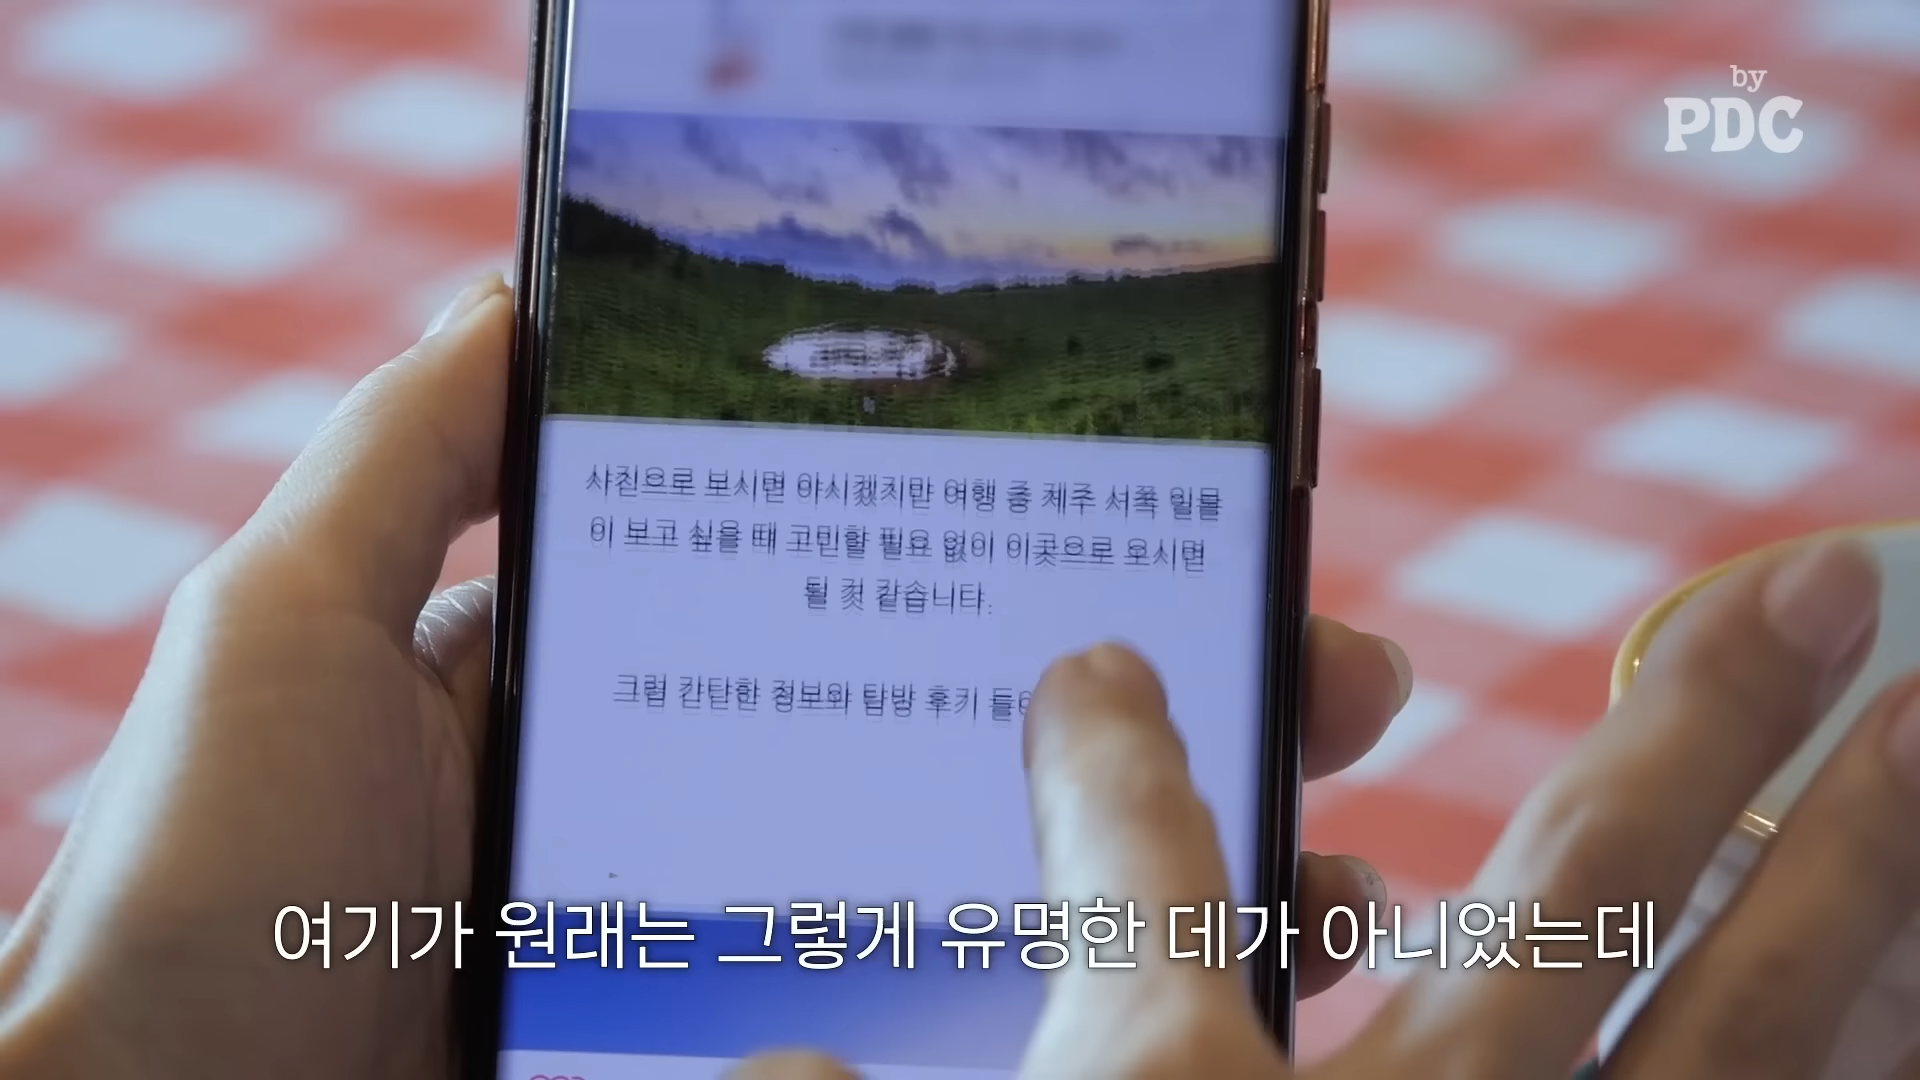 by
PDC
사진으로 보시면 아시겠지만 여행 중 제주 서쪽 일몰
이 보고 싶을 때 고민할 필요 없이 이곳으로 오시면
될 것 같습니다.
그럼 간단한 정보와 탐방 후기
여기가 원래는 그렇게 유명한 데가 아니었는데